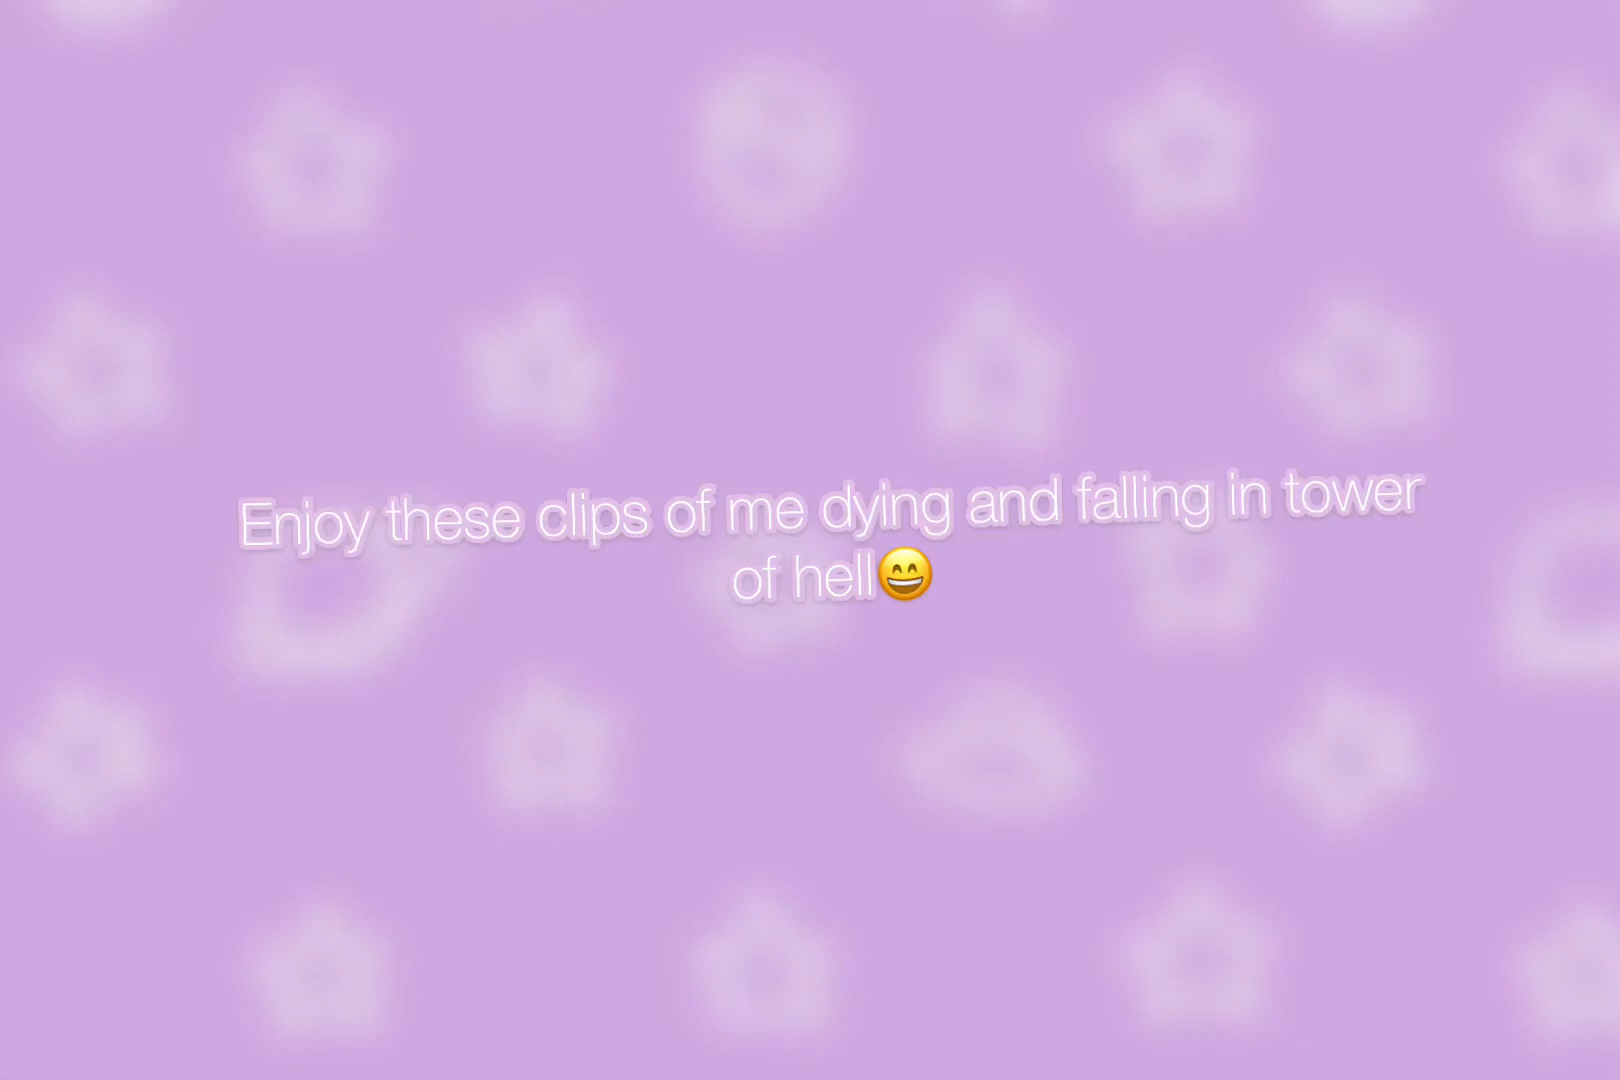 Enjoy these clips of me dying and falling in tower
of hell😄